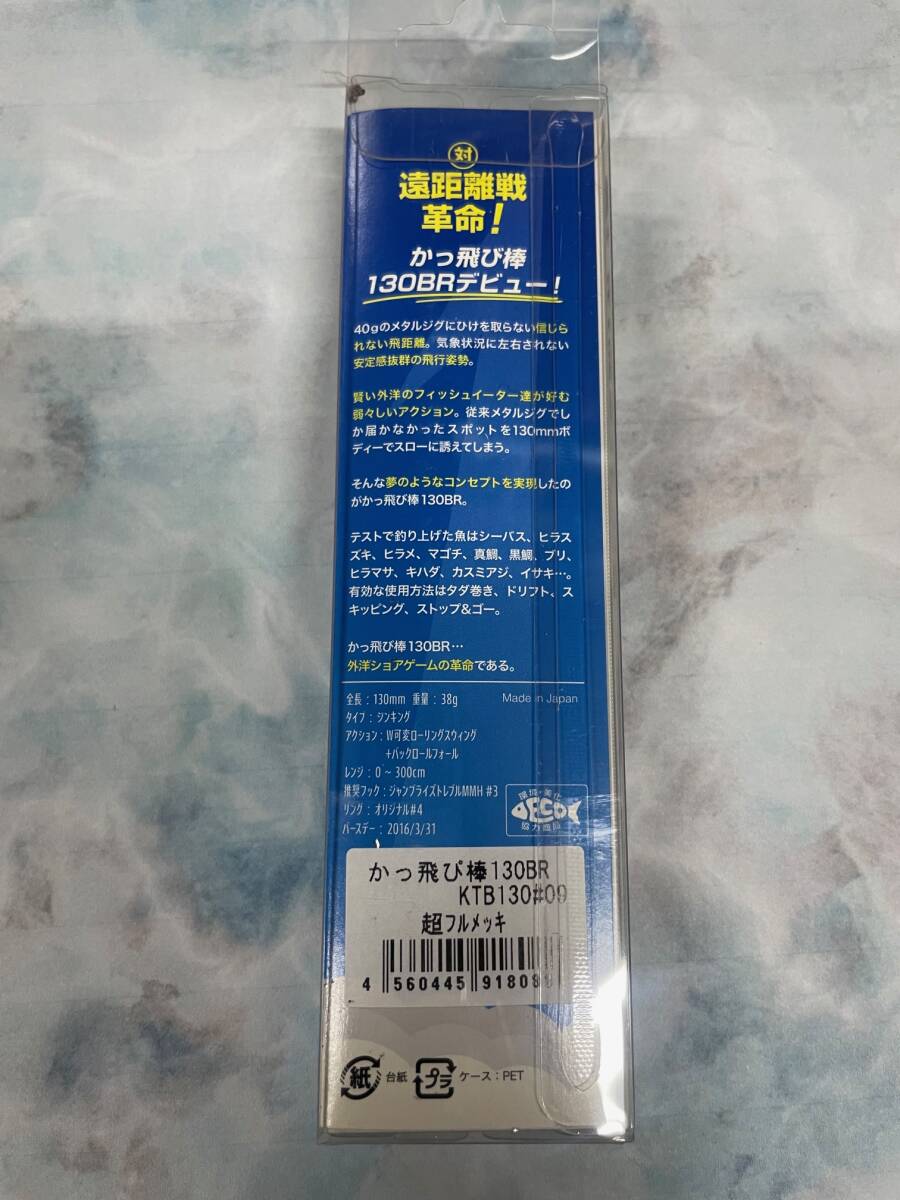 対
遠距離戦
革命！
かっ飛び棒
130BRデビュー！
40gのメタルジグにひけを取らない信じら
れない飛距離。気象状況に左右されない
安定感抜群の飛行姿勢。
賢い外洋のフィッシュイーター達が好む
弱々しいアクション。従来メタルジグでし
か届かなかったスポットを130mmボ
ディーでスローに誘えてしまう。
そんな夢のようなコンセプトを実現したの
がかっ飛び棒130BR。
テストで釣り上げた魚はシーバス、ヒラス
ズキ、ヒラメ、マゴチ、真鯛、黒鯛、ブリ、
ヒラマサ、キハダ、カスミアジ、イサキ…。
有効な使用方法はタダ巻き、ドリフト、ス
キッピング、ストップ&ゴー。
かっ飛び棒130BR…
外洋ショアゲームの革命である。
全長：130mm 重量：38g
Made in Japan
タイプ：シンキング
アクション：W可変ローリングスウィング
+バックロールフォール
レンジ：0～300cm
推奨フック：ジャンプライズトレブルMMH #3
リング：オリジナル#4
バースデー：2016/3/31
環境・美化
DECO
協力商品
かっ飛び棒130BR
KTB130#09
超フルメッキ
4 560445 91808
紙 台紙 プラ ケース：PET